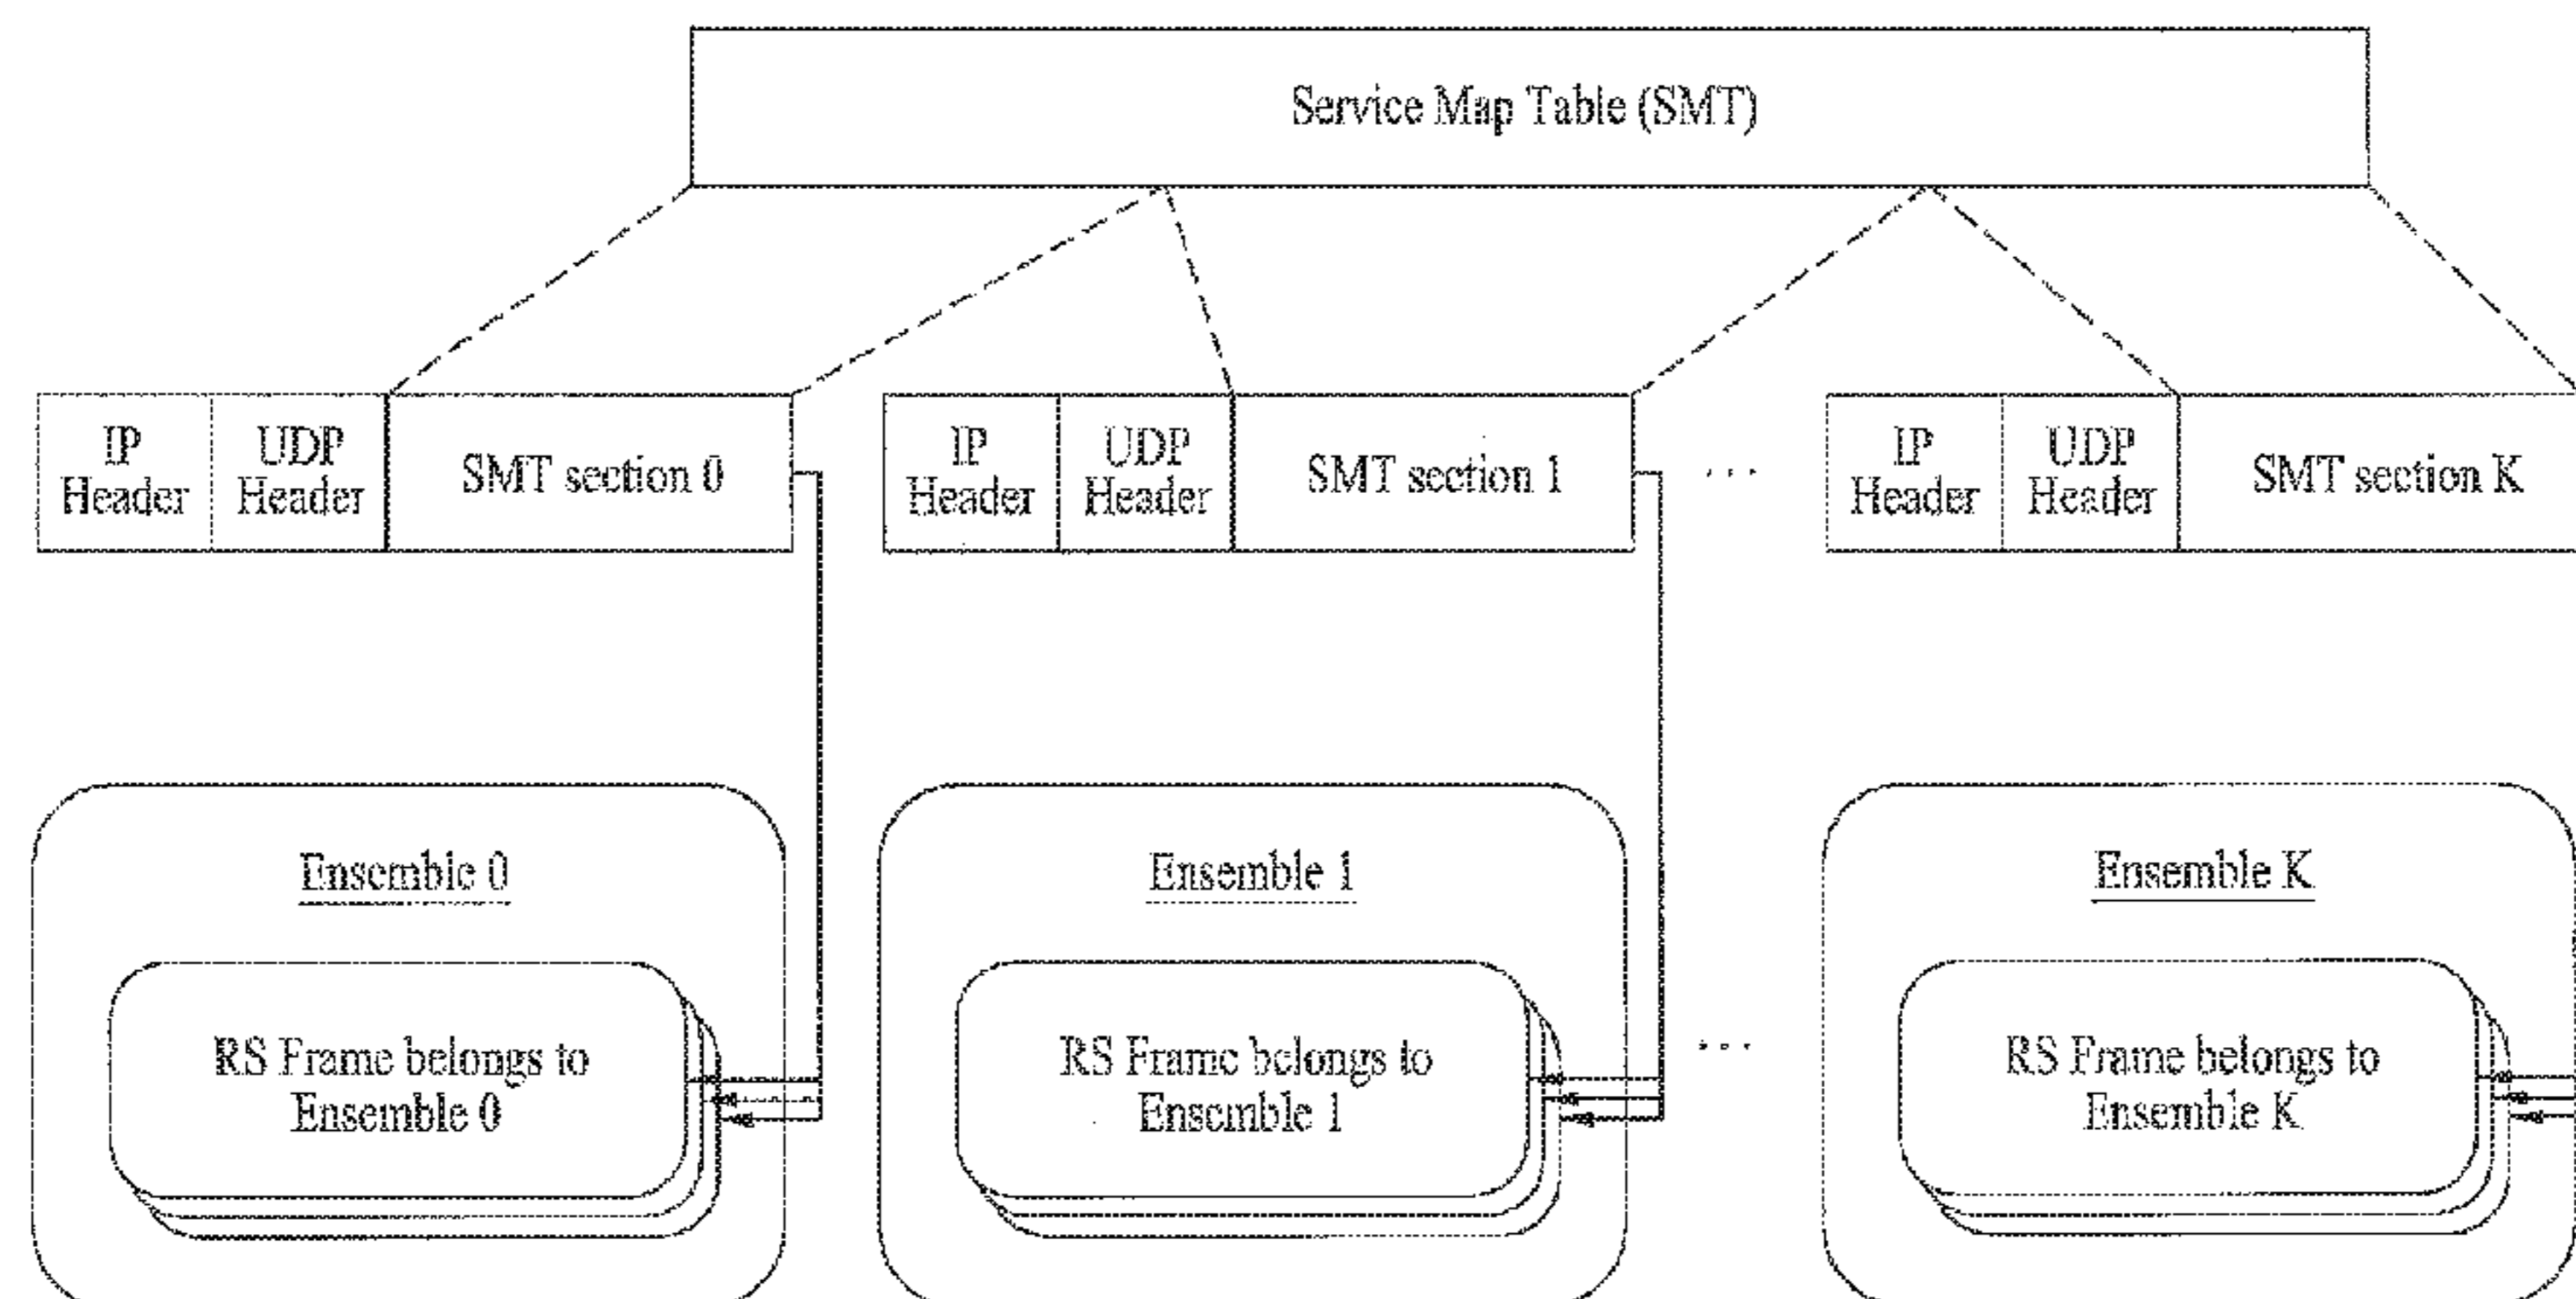 Service Map Table (SMT)
IP
Header
UDP
Header
SMT section 0
IP
Header
UDP
Header
SMT section 1
...
IP
Header
UDP
Header
SMT section K
Ensemble 0
RS Frame belongs to
Ensemble 0
Ensemble 1
RS Frame belongs to
Ensemble 1
...
Ensemble K
RS Frame belongs to
Ensemble K